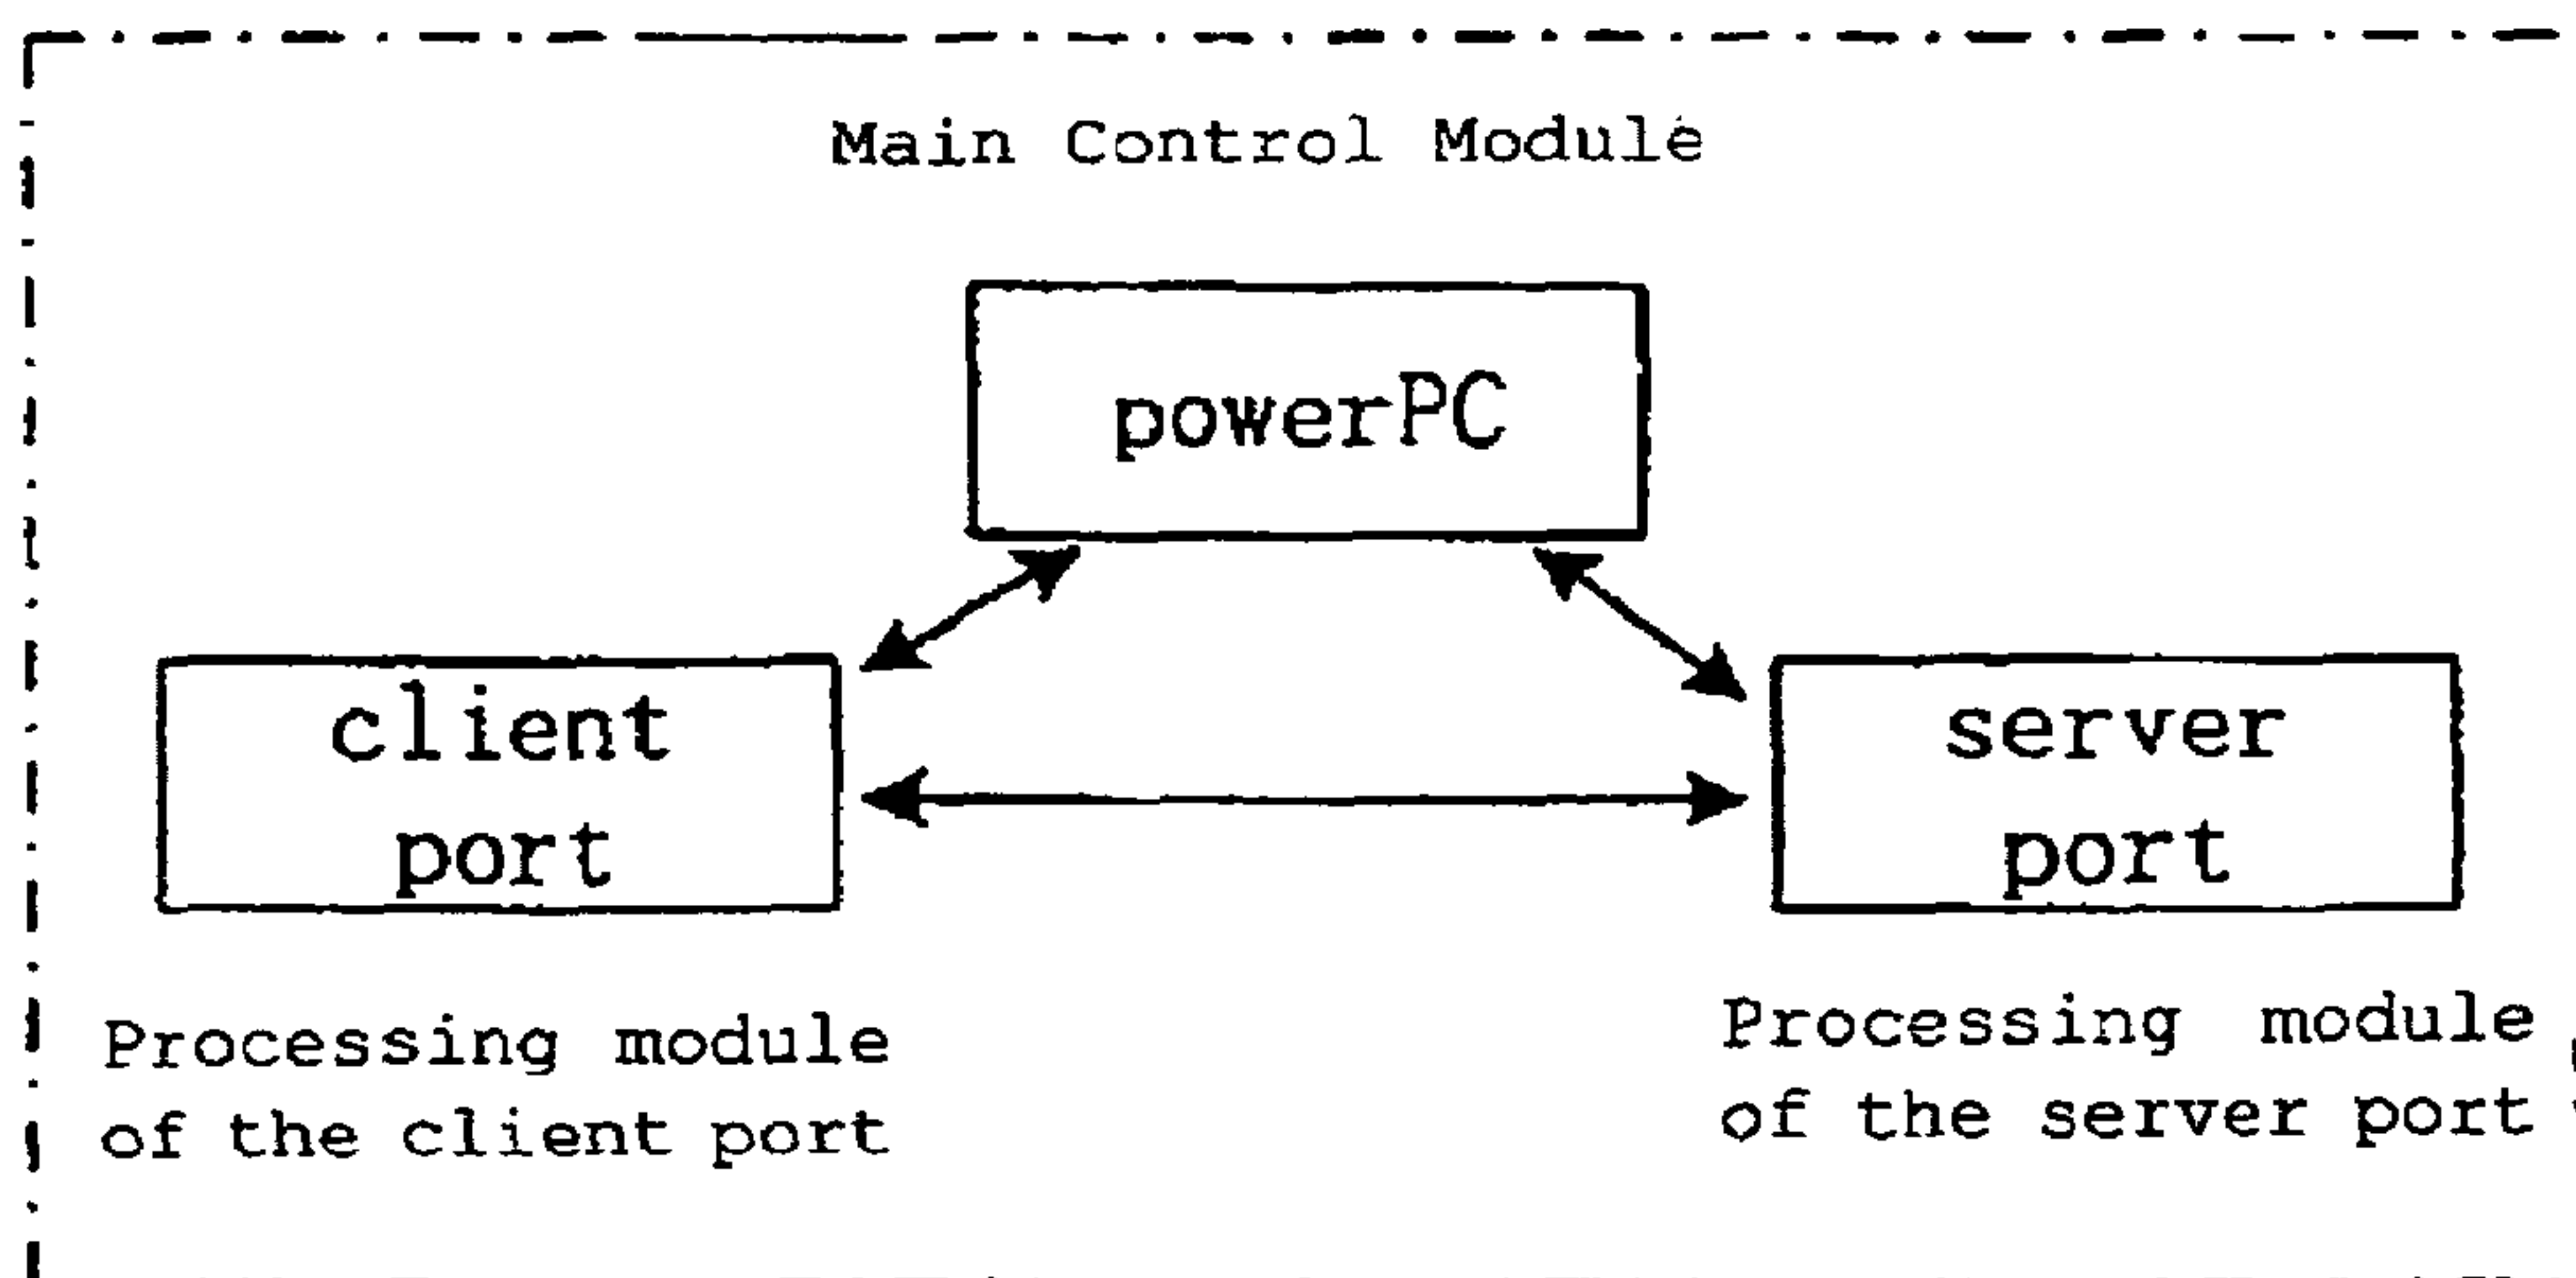 Main Control Module
powerPC
client
port
server
port
Processing module
of the client port
Processing module
of the server port